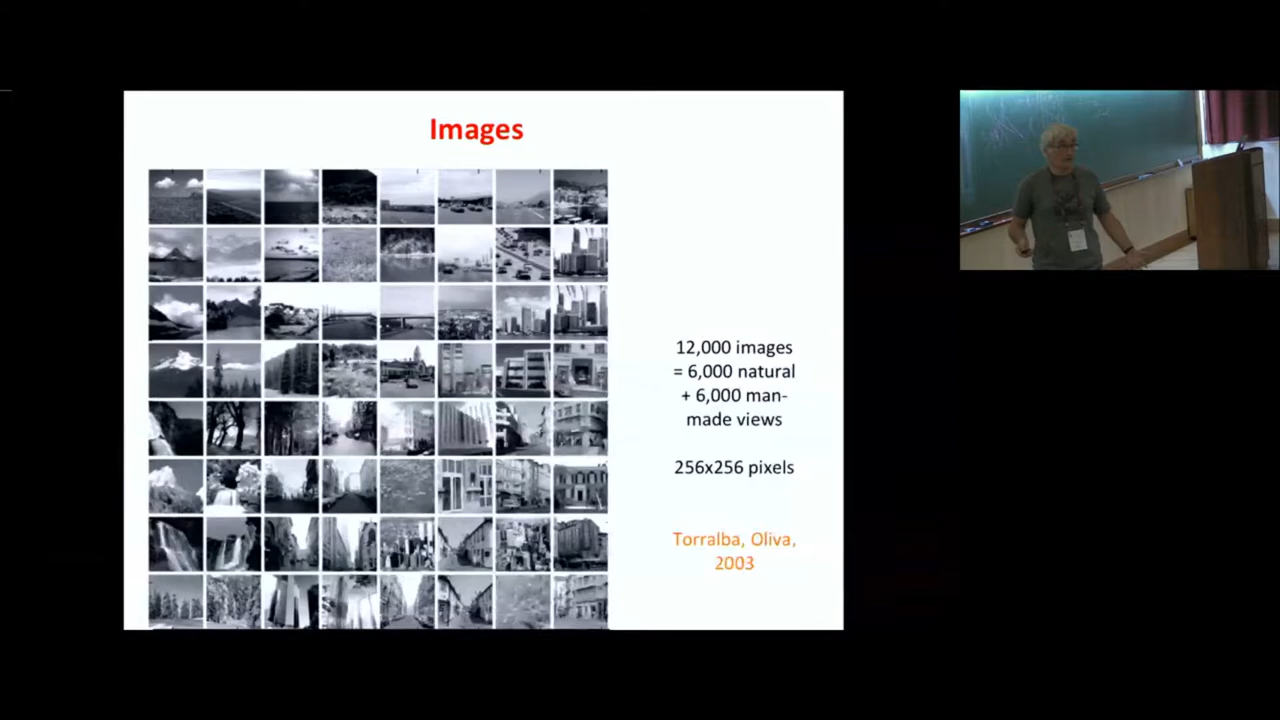 Images
12,000 images
= 6,000 natural
+ 6,000 man-
made views
256x256 pixels
Torralba, Oliva,
2003